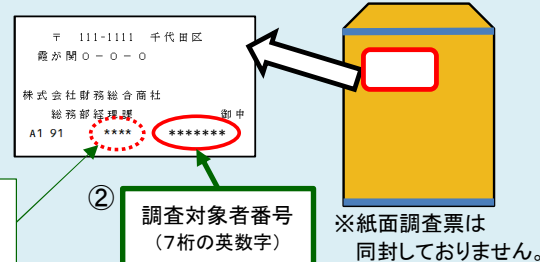 〒 111-1111 千代田区
霞が関０－０－０
株式会社財務総合商社
総務部経理課 御中
A1 91 **** *******
②
調査対象者番号
（７桁の英数字）
※紙面調査票は
同封しておりません。